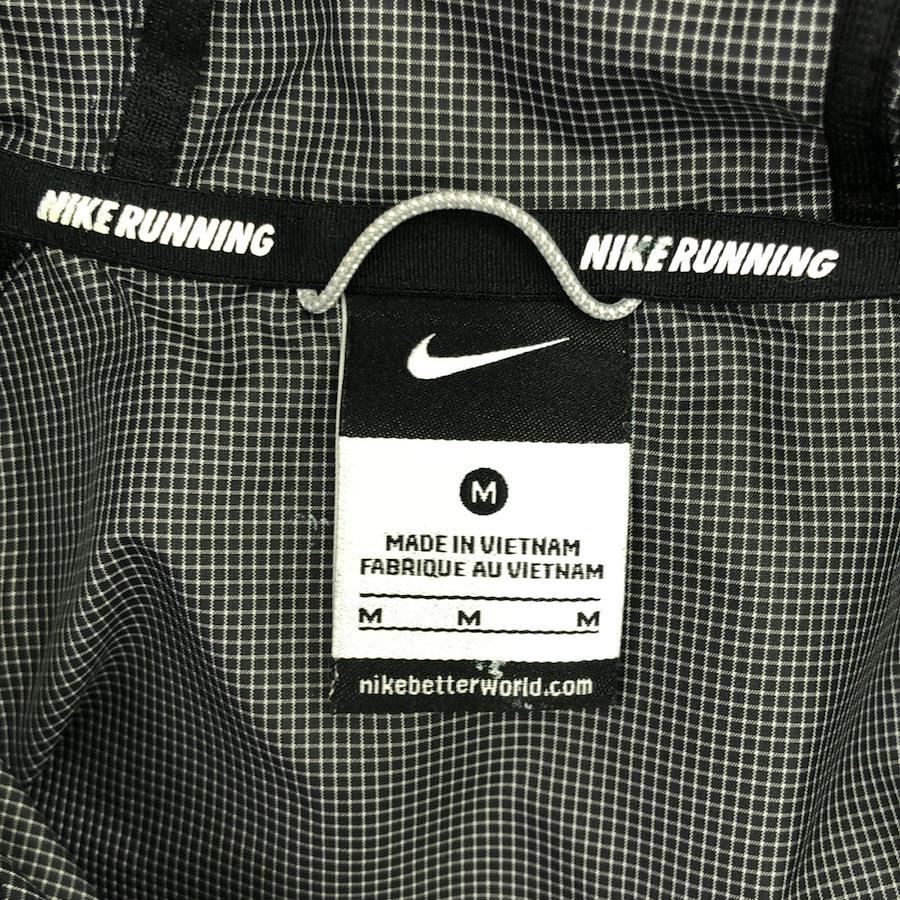 NIKE RUNNING
NIKE RUNNING
M
MADE IN VIETNAM
FABRIQUE AU VIETNAM
M M M
nikebetterworld.com